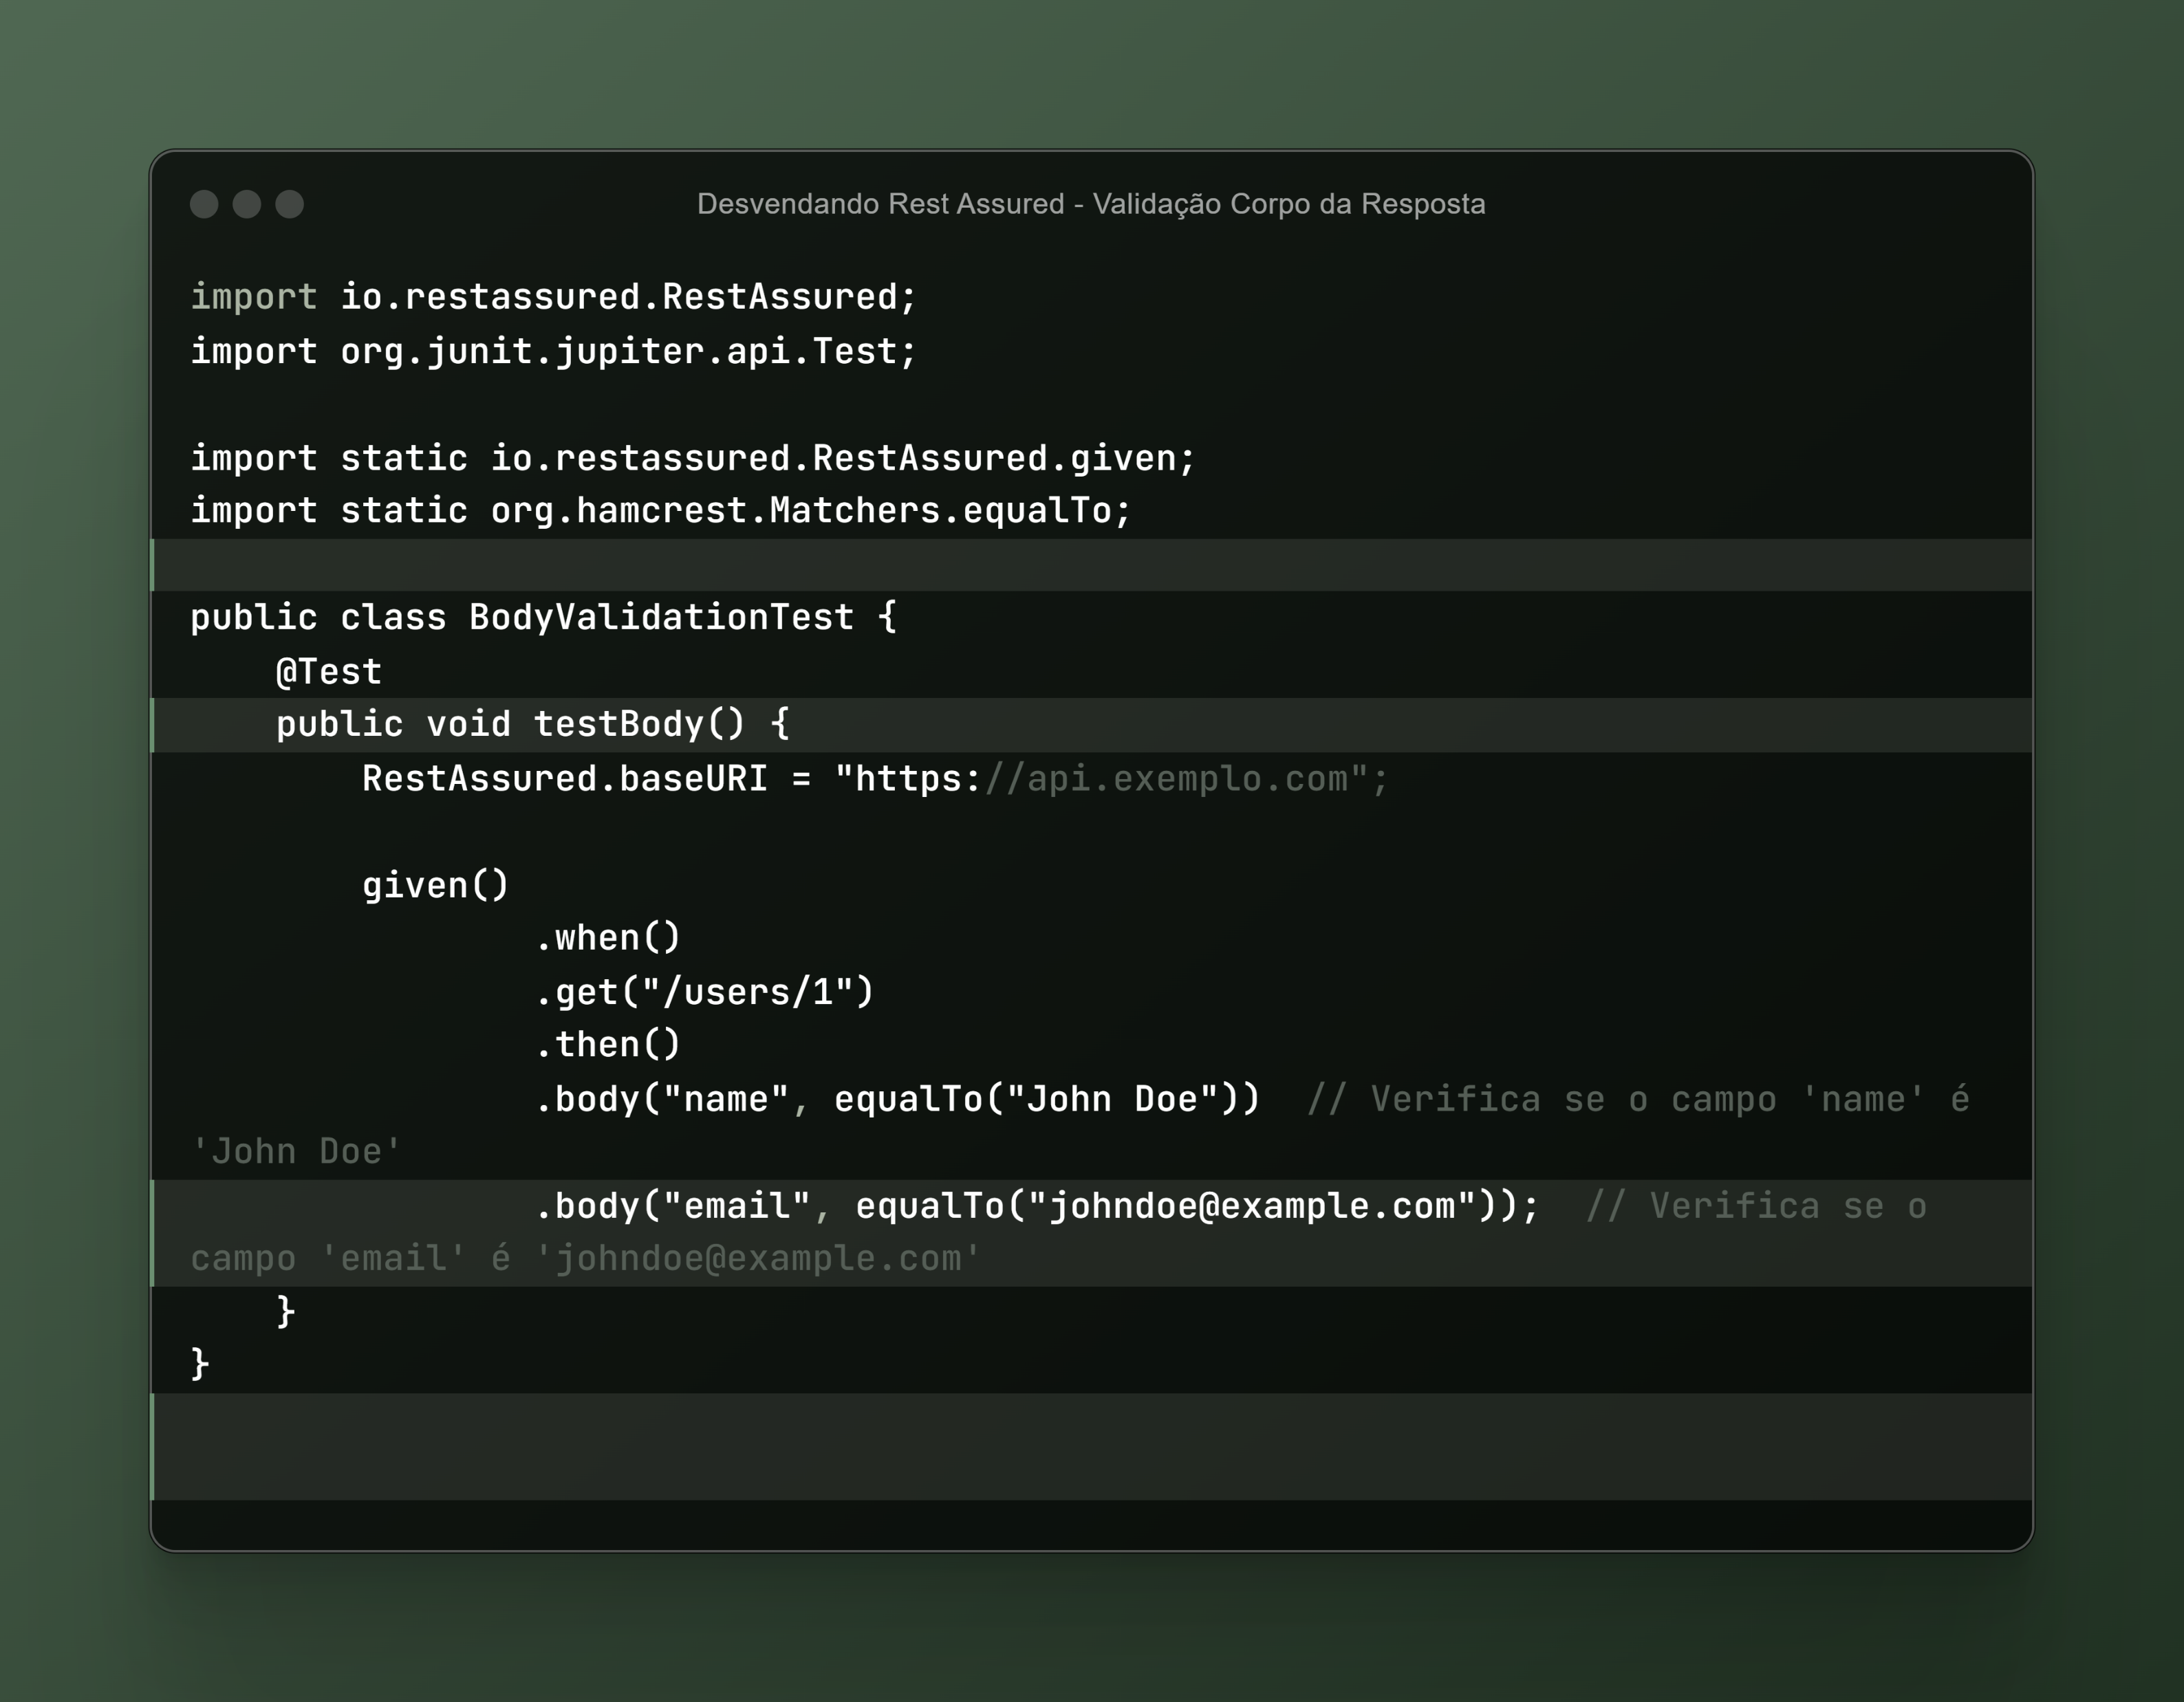 Desvendando Rest Assured - Validação Corpo da Resposta
import io.restassured.RestAssured;
import org.junit.jupiter.api.Test;
import static io.restassured.RestAssured.given;
import static org.hamcrest.Matchers.equalTo;
public class BodyValidationTest {
    @Test
    public void testBody() {
        RestAssured.baseURI = "https://api.exemplo.com";
        given()
                .when()
                .get("/users/1")
                .then()
                .body("name", equalTo("John Doe"))  // Verifica se o campo 'name' é
'John Doe'
                .body("email", equalTo("johndoe@example.com"));  // Verifica se o
campo 'email' é 'johndoe@example.com'
    }
}